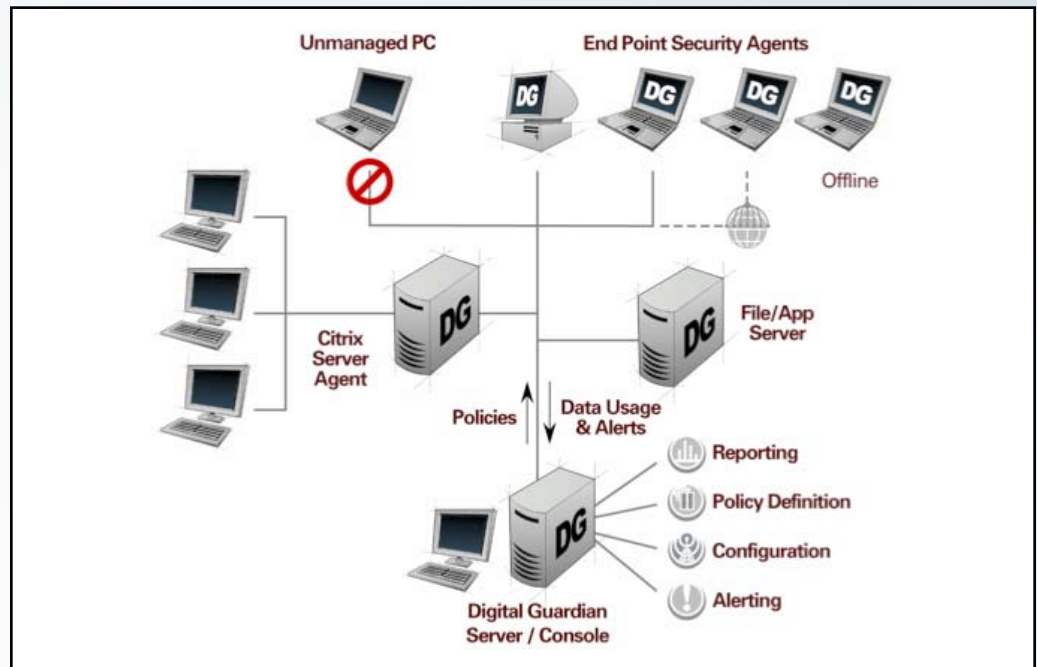 Unmanaged PC
End Point Security Agents
DG
DG
DG
DG
Offline
Citrix
Server
Agent
DG
DG
File/App
Server
Policies
Data Usage
& Alerts
DG
Reporting
Policy Definition
Configuration
Alerting
Digital Guardian
Server / Console